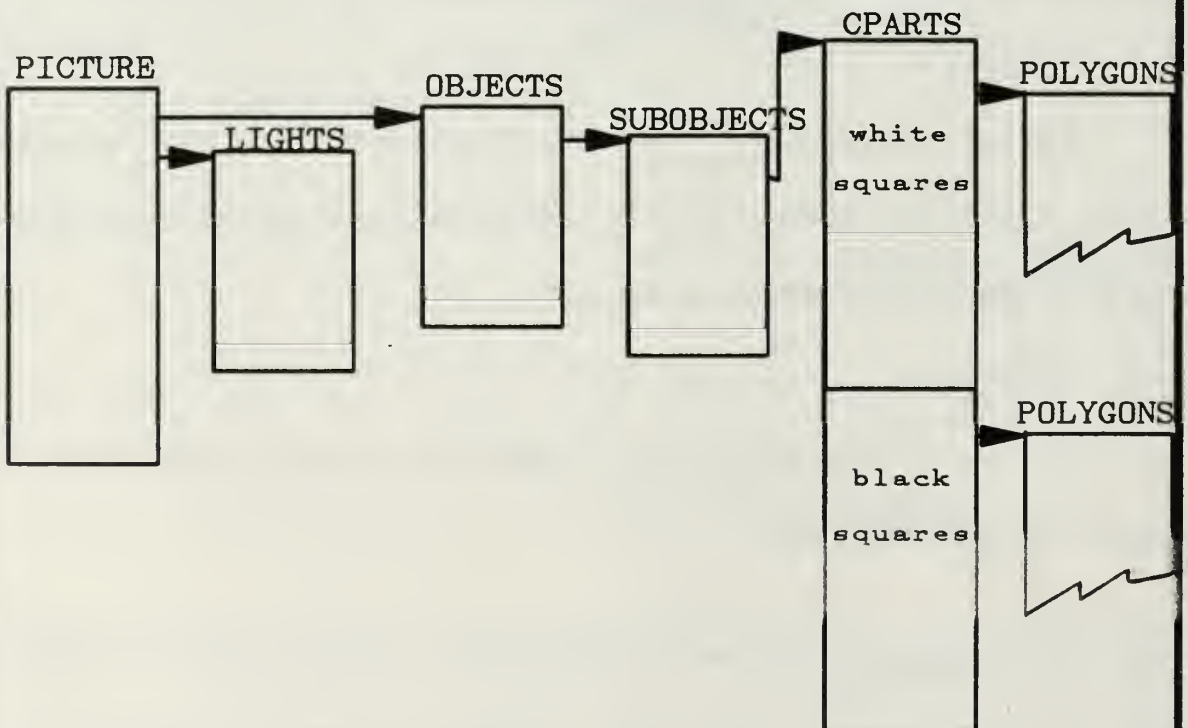 PICTURE
LIGHTS
OBJECTS
SUBOBJECTS
CPARTS
white
squares
POLYGONS
black
squares
POLYGONS